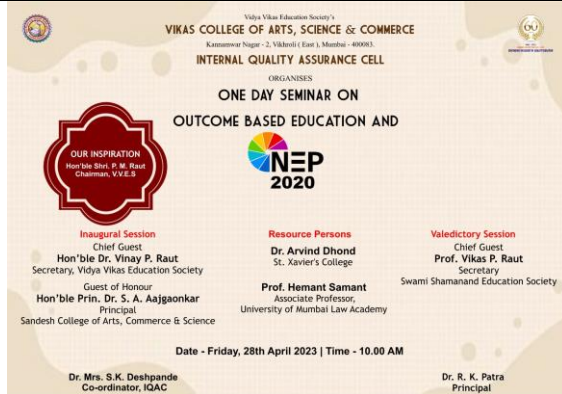 Vidya Vikas Education Society's
VIKAS COLLEGE OF ARTS, SCIENCE & COMMERCE
Kannamwar Nagar - 2, Vikhroli ( East ), Mumbai - 400083.
INTERNAL QUALITY ASSURANCE CELL
ORGANISES
ONE DAY SEMINAR ON
OUTCOME BASED EDUCATION AND
NEP
2020
OUR INSPIRATION
Hon'ble Shri. P. M. Raut
Chairman, V.V.E.S
Inaugural Session
Chief Guest
Hon'ble Dr. Vinay P. Raut
Secretary, Vidya Vikas Education Society
Guest of Honour
Hon'ble Prin. Dr. S. A. Aajgaonkar
Principal
Sandesh College of Arts, Commerce & Science
Resource Persons
Dr. Arvind Dhond
St. Xavier's College
Prof. Hemant Samant
Associate Professor,
University of Mumbai Law Academy
Valedictory Session
Chief Guest
Prof. Vikas P. Raut
Secretary
Swami Shamanand Education Society
Date - Friday, 28th April 2023 | Time - 10.00 AM
Dr. Mrs. S.K. Deshpande
Co-ordinator, IQAC
Dr. R. K. Patra
Principal